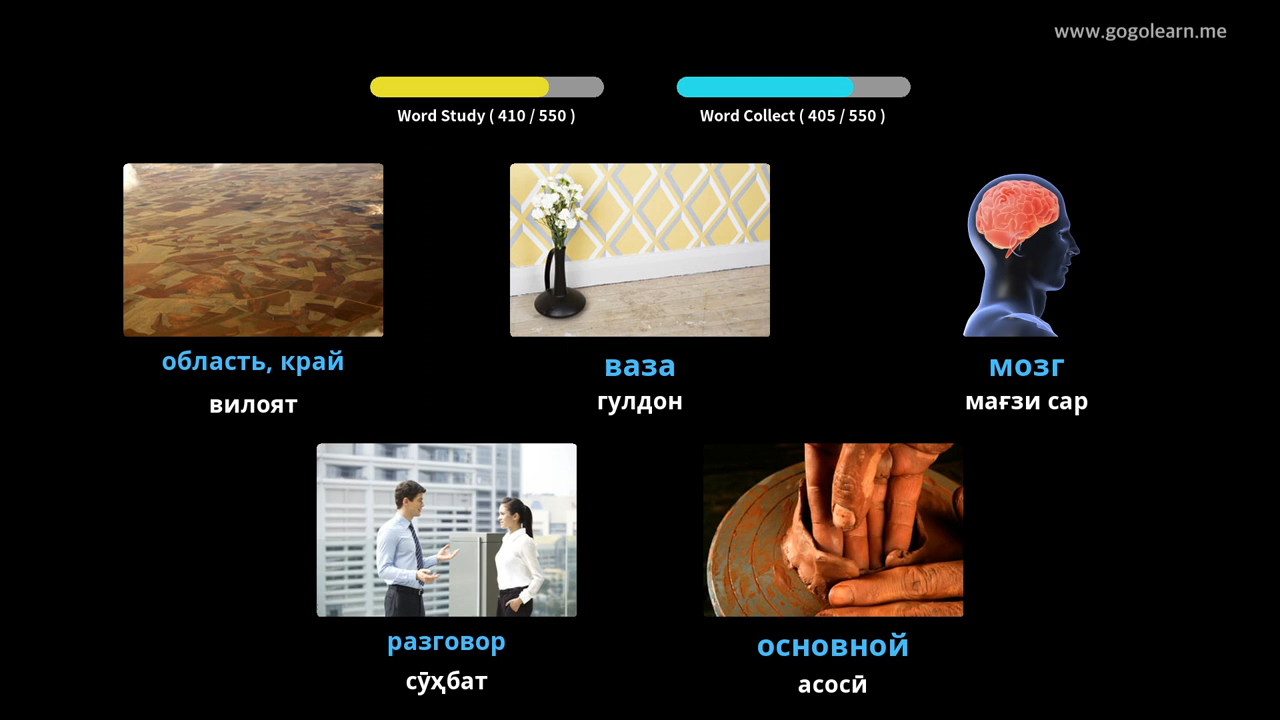 www.gogolearn.me
Word Study ( 410 / 550 )
Word Collect ( 405 / 550 )
область, край
вилоят
ваза
гулдон
мозг
мағзи сар
разговор
сӯҳбат
основной
асосӣ